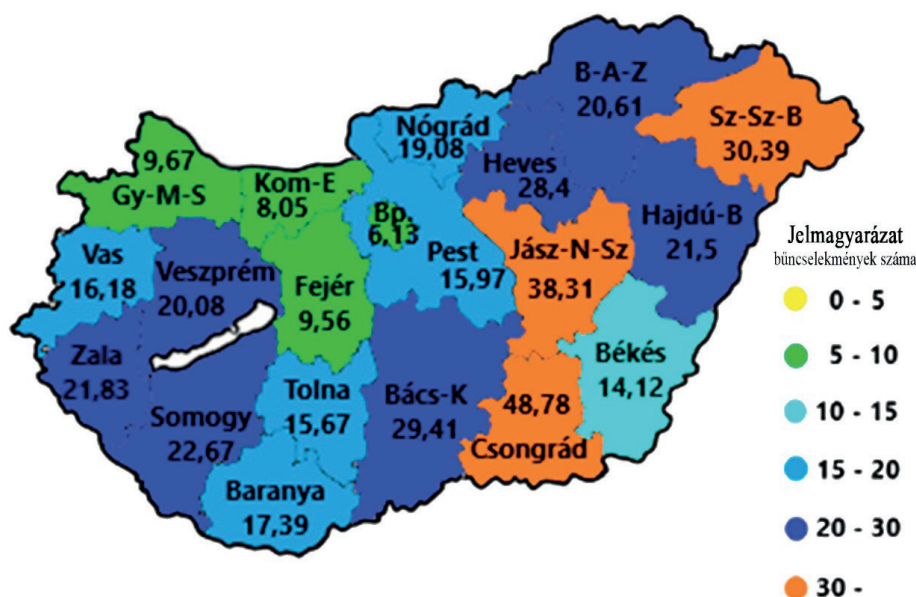 B-A-Z
20,61
Sz-Sz-B
30,39
Nógrád
19,08
Heves
28,4
9,67
Gy-M-S
Kom-E
8,05
Bp.
6,13
Pest
15,97
Jász-N-Sz
38,31
Hajdú-B
21,5
Vas
16,18
Veszprém
20,08
Fejér
9,56
Zala
21,83
Somogy
22,67
Tolna
15,67
Bács-K
29,41
48,78
Csongrád
Békés
14,12
Baranya
17,39
Jelmagyarázat
bűncselekmények száma
0 - 5
5 - 10
10 - 15
15 - 20
20 - 30
30 -